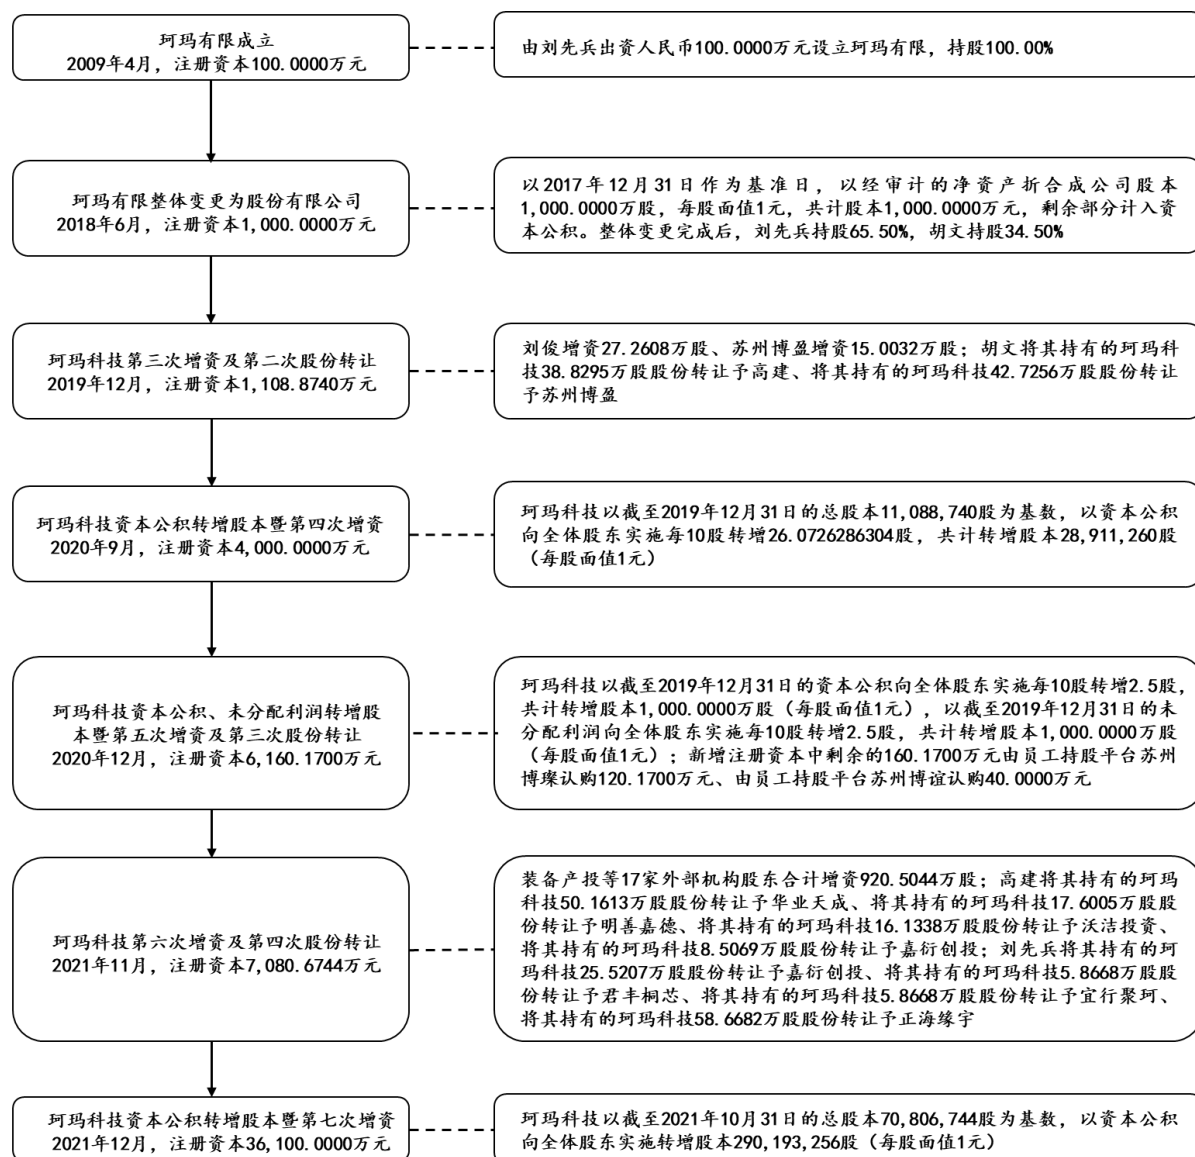 珂玛有限成立
2009年4月，注册资本100.0000万元
由刘先兵出资人民币100.0000万元设立珂玛有限，持股100.00%
珂玛有限整体变更为股份有限公司
2018年6月，注册资本1,000.0000万元
以2017年12月31日作为基准日，以经审计的净资产折合成公司股本
1,000.0000万股，每股面值1元，共计股本1,000.0000万元，剩余部分计入资
本公积。整体变更完成后，刘先兵持股65.50%，胡文持股34.50%
珂玛科技第三次增资及第二次股份转让
2019年12月，注册资本1,108.8740万元
刘俊增资27.2608万股、苏州博盈增资15.0032万股；胡文将其持有的珂玛科
技38.8295万股股份转让予高建、将其持有的珂玛科技42.7256万股股份转让
予苏州博盈
珂玛科技资本公积转增股本暨第四次增资
2020年9月，注册资本4,000.0000万元
珂玛科技以截至2019年12月31日的总股本11,088,740股为基数，以资本公积
向全体股东实施每10股转增26.0726286304股，共计转增股本28,911,260股
（每股面值1元）
珂玛科技资本公积、未分配利润转增股
本暨第五次增资及第三次股份转让
2020年12月，注册资本6,160.1700万元
珂玛科技以截至2019年12月31日的资本公积向全体股东实施每10股转增2.5股，
共计转增股本1,000.0000万股（每股面值1元），以截至2019年12月31日的未
分配利润向全体股东实施每10股转增2.5股，共计转增股本1,000.0000万股
（每股面值1元）；新增注册资本中剩余的160.1700万元由员工持股平台苏州
博璨认购120.1700万元、由员工持股平台苏州博谊认购40.0000万元
珂玛科技第六次增资及第四次股份转让
2021年11月，注册资本7,080.6744万元
装备产投等17家外部机构股东合计增资920.5044万股；高建将其持有的珂玛
科技50.1613万股股份转让予华业天成、将其持有的珂玛科技17.6005万股股
份转让予明善嘉德、将其持有的珂玛科技16.1338万股股份转让予沃洁投资、
将其持有的珂玛科技8.5069万股股份转让予嘉衍创投；刘先兵将其持有的珂
玛科技25.5207万股股份转让予嘉衍创投、将其持有的珂玛科技5.8668万股股
份转让予君丰桐芯、将其持有的珂玛科技5.8668万股股份转让予宜行聚珂、
将其持有的珂玛科技58.6682万股股份转让予正海缘宇
珂玛科技资本公积转增股本暨第七次增资
2021年12月，注册资本36,100.0000万元
珂玛科技以截至2021年10月31日的总股本70,806,744股为基数，以资本公积
向全体股东实施转增股本290,193,256股（每股面值1元）